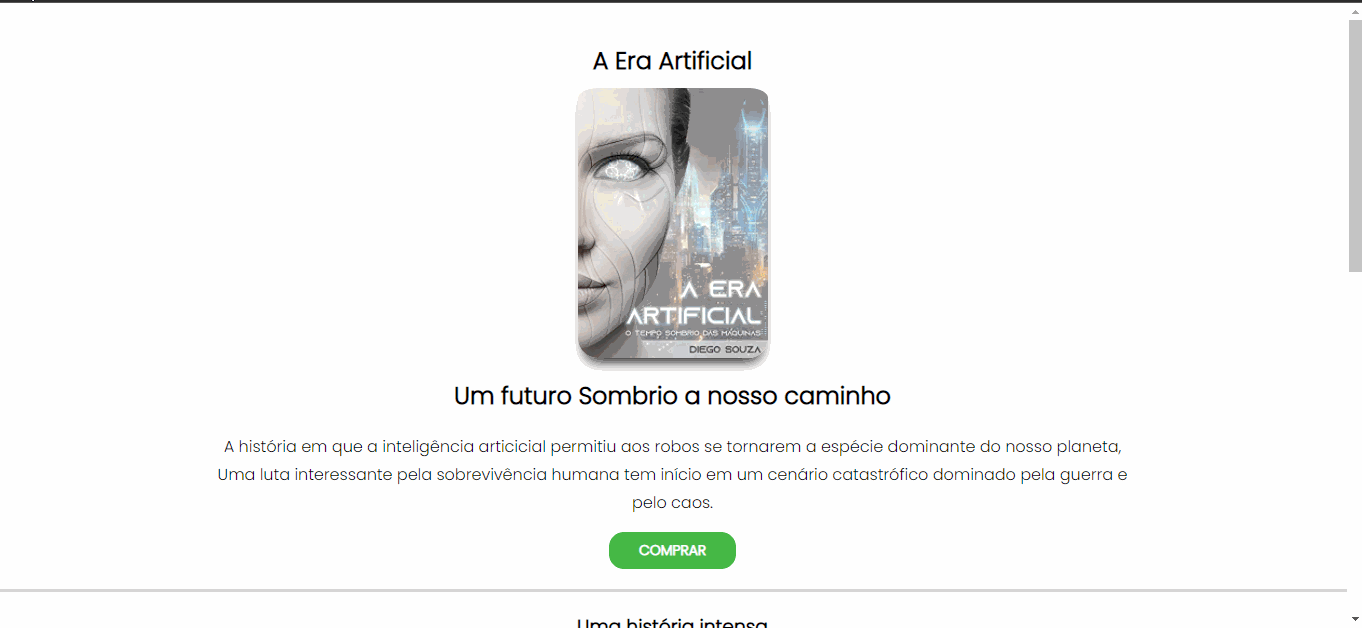 A Era Artificial
A ERA
ARTIFICIAL
O TEMPO SOMBRIO DAS MÁQUINAS
DIEGO SOUZA
Um futuro Sombrio a nosso caminho
A história em que a inteligência articicial permitiu aos robos se tornarem a espécie dominante do nosso planeta,
Uma luta interessante pela sobrevivência humana tem início em um cenário catastrófico dominado pela guerra e
pelo caos.
COMPRAR
Uma história intensa